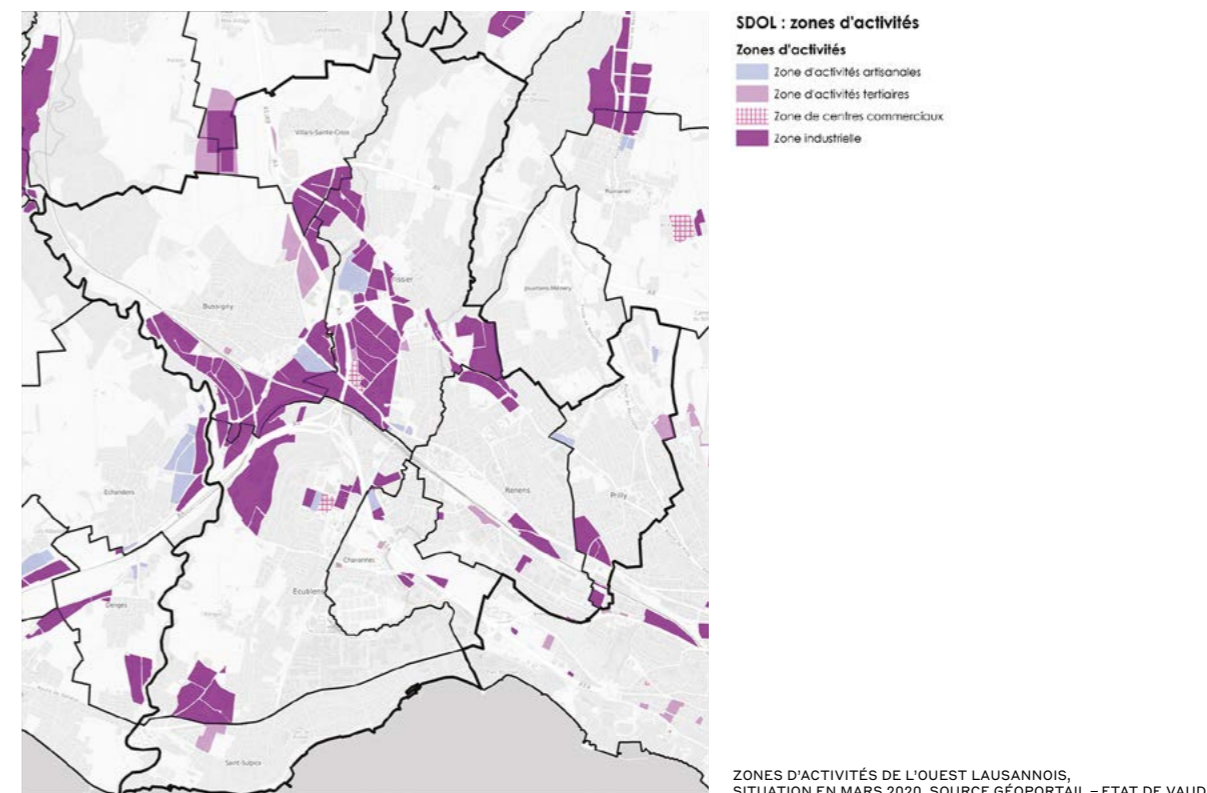 SDOL : zones d'activités
Zones d'activités
Zone d'activités artisanales
Zone d'activités tertiaires
Zone de centres commerciaux
Zone industrielle
Villars-Sainte-Croix
Romanel
Jouxtens-Mézery
Bussigny
Echandens
Renens
Prilly
Chavannes
Ecublens
Denges
Saint-Sulpice
ZONES D'ACTIVITÉS DE L'OUEST LAUSANNOIS,
SITUATION EN MARS 2020. SOURCE GÉOPORTAIL – ETAT DE VAUD